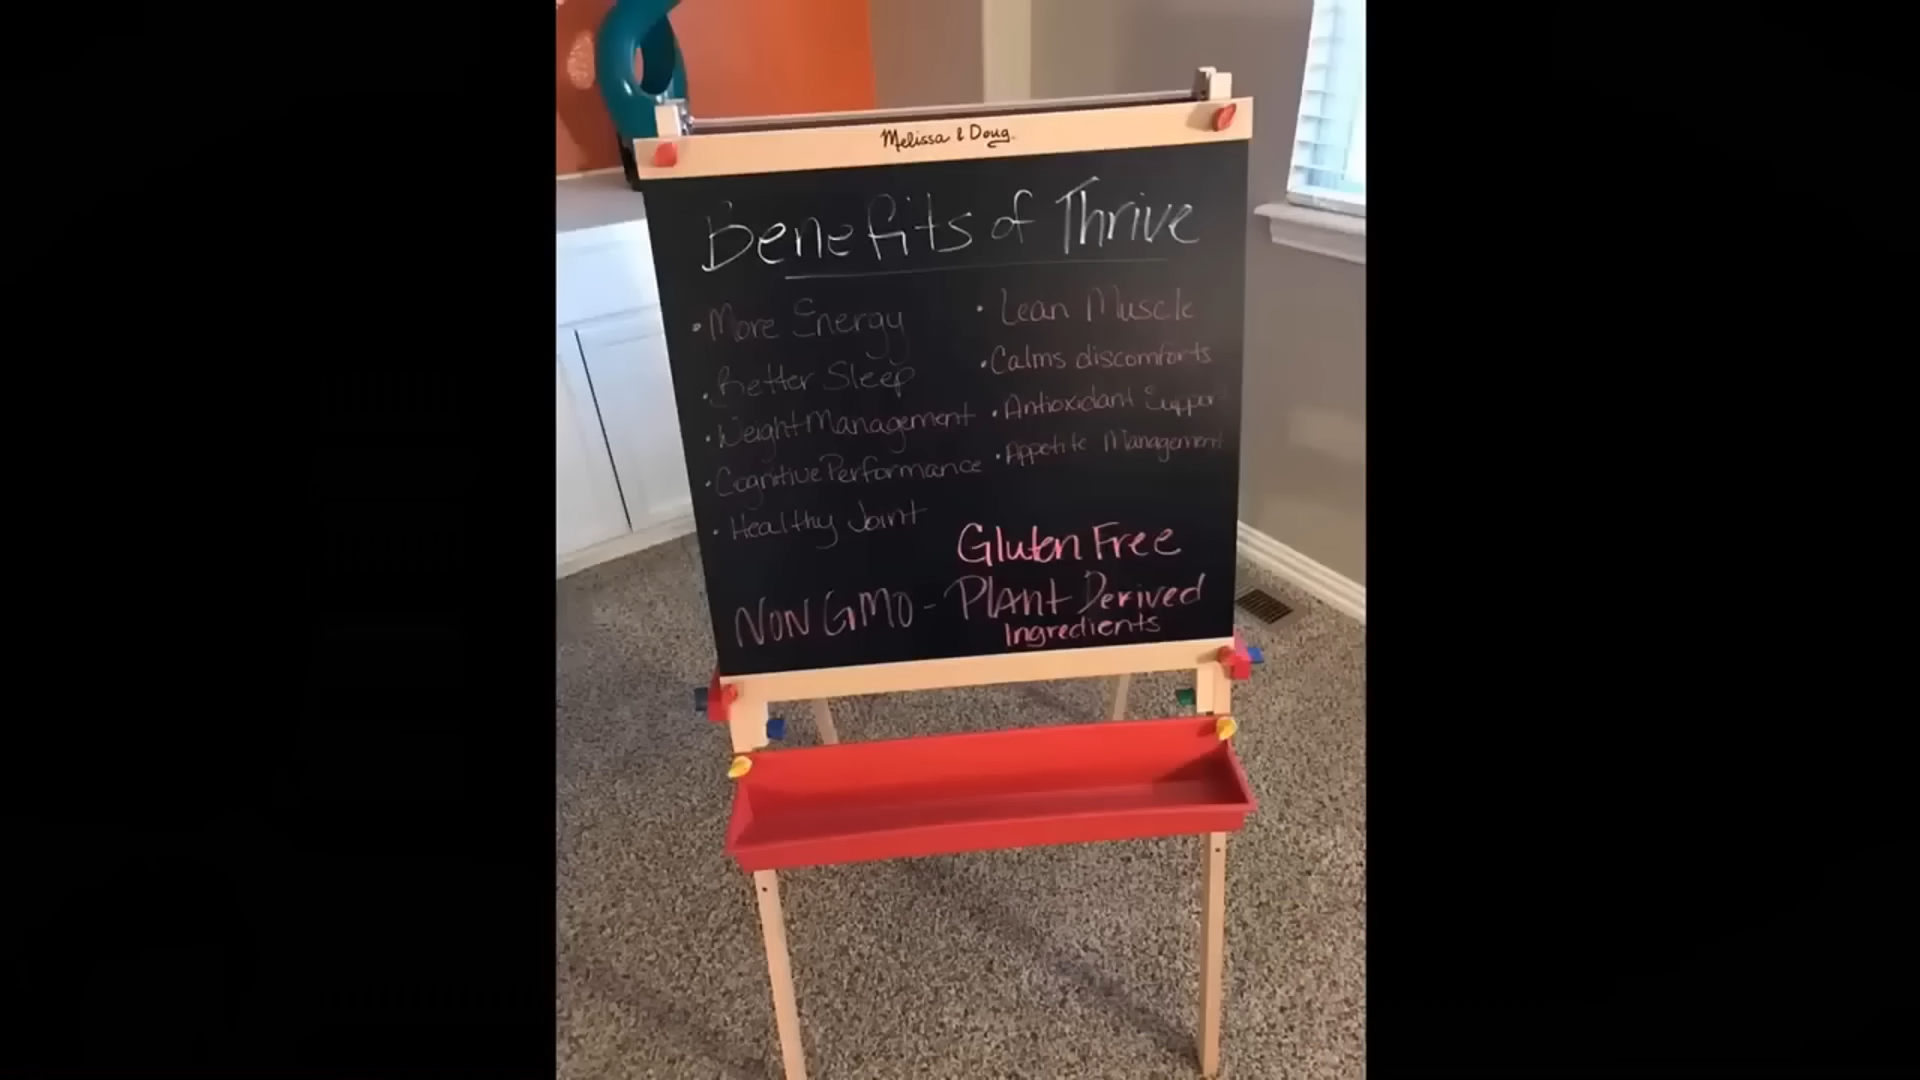 Melissa & Doug
Benefits of Thrive
• More Energy
• Better Sleep
• Weight Management
• Cognitive Performance
• Healthy Joint
• Lean Muscle
• Calms discomforts
• Antioxidant Support
• Appetite Management
Gluten Free
NON GMO - Plant Derived
Ingredients